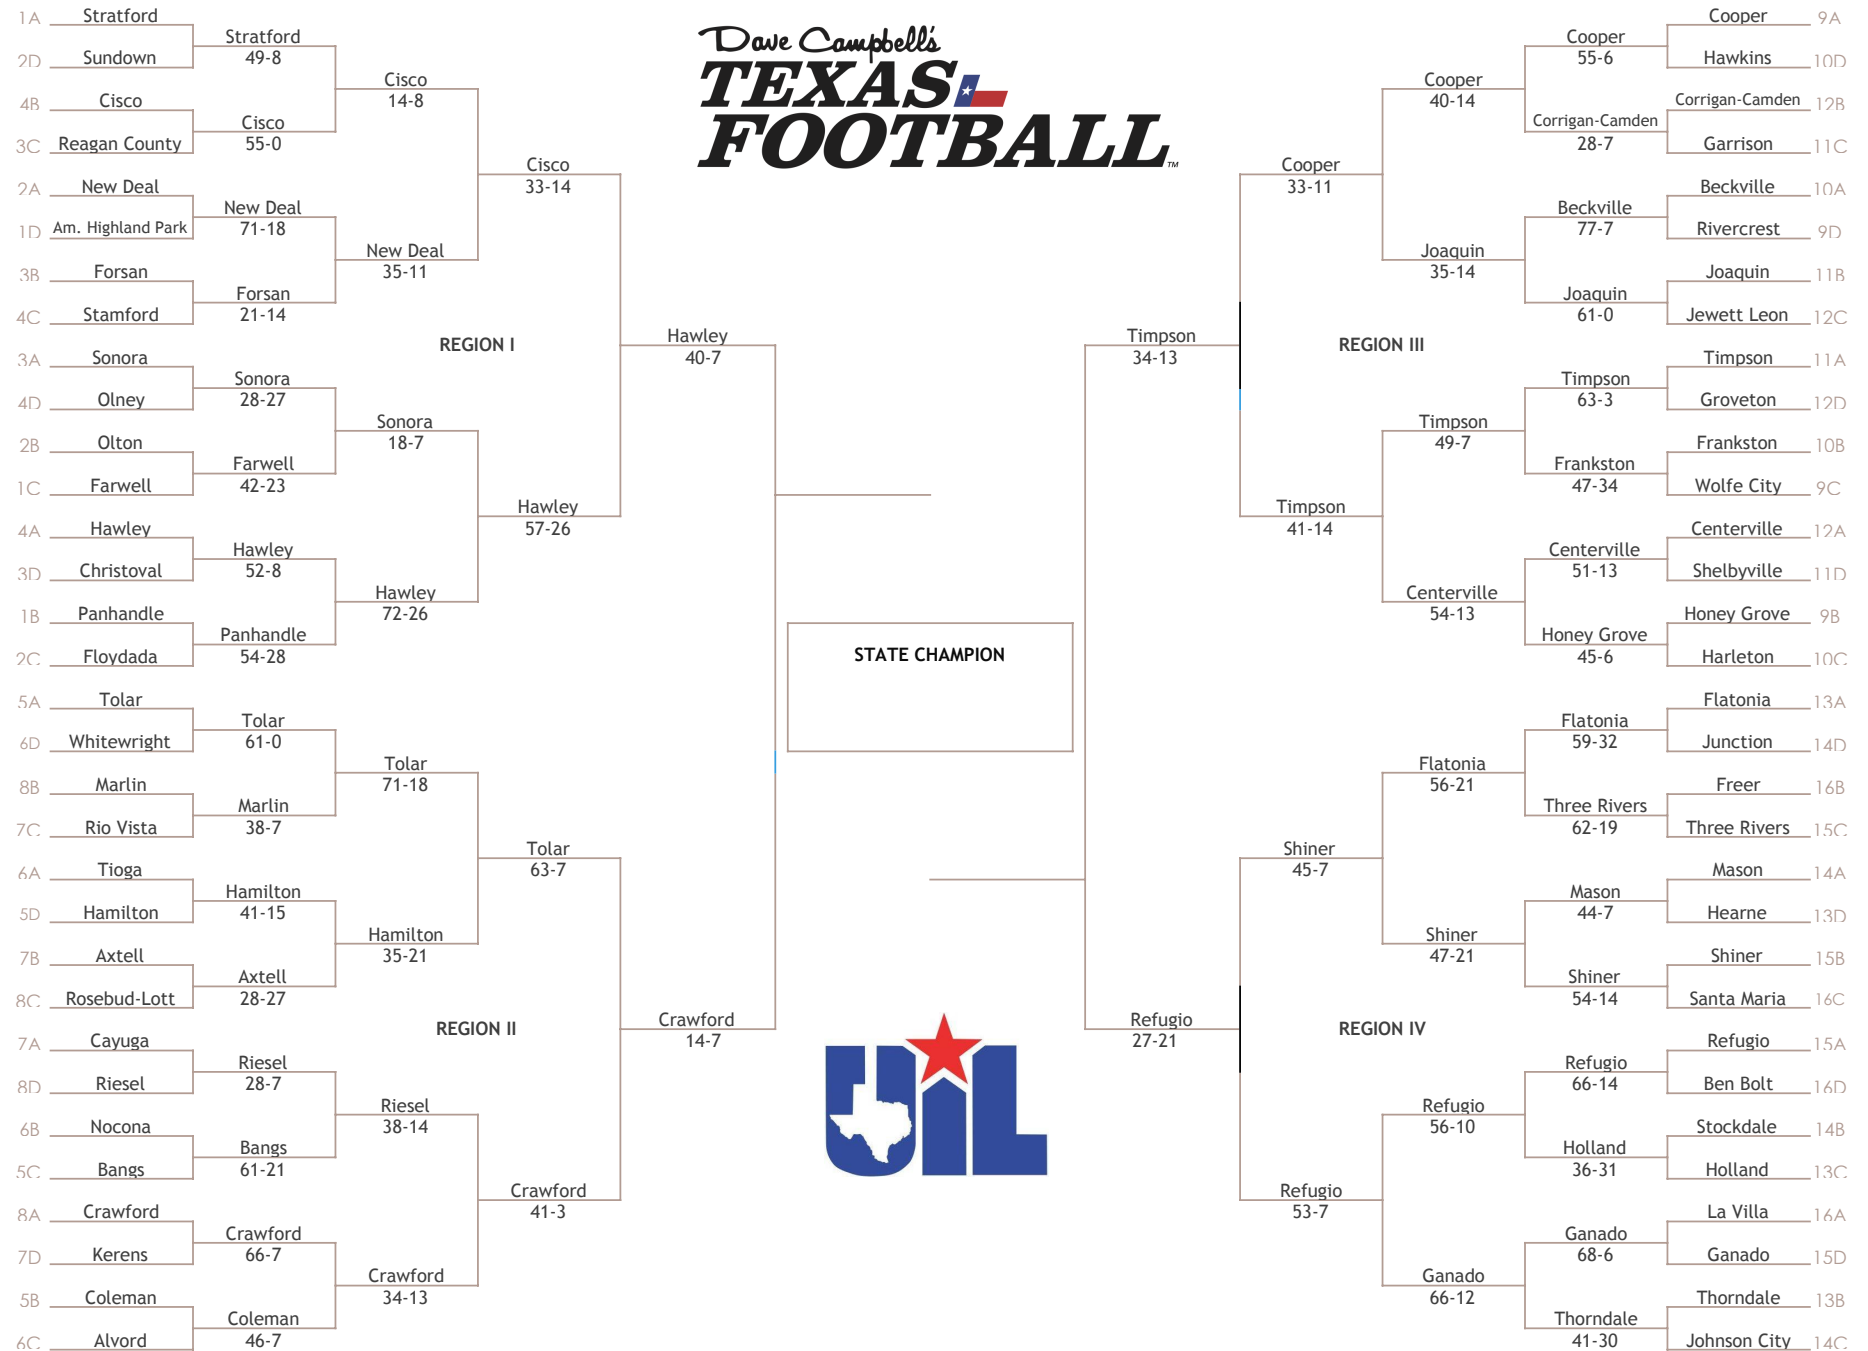 Dave Campbell's
TEXAS
FOOTBALL™
1A Stratford
2D Sundown
4B Cisco
3C Reagan County
2A New Deal
1D Am. Highland Park
3B Forsan
4C Stamford
3A Sonora
4D Olney
2B Olton
1C Farwell
4A Hawley
3D Christoval
1B Panhandle
2C Floydada
5A Tolar
6D Whitewright
8B Marlin
7C Rio Vista
6A Tioga
5D Hamilton
7B Axtell
8C Rosebud-Lott
7A Cayuga
8D Riesel
6B Nocona
5C Bangs
8A Crawford
7D Kerens
5B Coleman
6C Alvord
Stratford
49-8
Cisco
55-0
New Deal
71-18
Forsan
21-14
Sonora
28-27
Farwell
42-23
Hawley
52-8
Panhandle
54-28
Tolar
61-0
Marlin
38-7
Hamilton
41-15
Axtell
28-27
Riesel
28-7
Bangs
61-21
Crawford
66-7
Coleman
46-7
Cisco
14-8
New Deal
35-11
Sonora
18-7
Hawley
72-26
Tolar
71-18
Hamilton
35-21
Riesel
38-14
Crawford
34-13
Cisco
33-14
REGION I
Hawley
57-26
Tolar
63-7
REGION II
Crawford
41-3
Hawley
40-7
Crawford
14-7
STATE CHAMPION
UIL
Timpson
34-13
Refugio
27-21
Cooper
33-11
REGION III
Timpson
41-14
Shiner
45-7
REGION IV
Refugio
53-7
Cooper
40-14
Joaquin
35-14
Timpson
49-7
Centerville
54-13
Flatonia
56-21
Shiner
47-21
Refugio
56-10
Ganado
66-12
Cooper
55-6
Corrigan-Camden
28-7
Beckville
77-7
Joaquin
61-0
Timpson
63-3
Frankston
47-34
Centerville
51-13
Honey Grove
45-6
Flatonia
59-32
Three Rivers
62-19
Mason
44-7
Shiner
54-14
Refugio
66-14
Holland
36-31
Ganado
68-6
Thorndale
41-30
Cooper 9A
Hawkins 10D
Corrigan-Camden 12B
Garrison 11C
Beckville 10A
Rivercrest 9D
Joaquin 11B
Jewett Leon 12C
Timpson 11A
Groveton 12D
Frankston 10B
Wolfe City 9C
Centerville 12A
Shelbyville 11D
Honey Grove 9B
Harleton 10C
Flatonia 13A
Junction 14D
Freer 16B
Three Rivers 15C
Mason 14A
Hearne 13D
Shiner 15B
Santa Maria 16C
Refugio 15A
Ben Bolt 16D
Stockdale 14B
Holland 13C
La Villa 16A
Ganado 15D
Thorndale 13B
Johnson City 14C